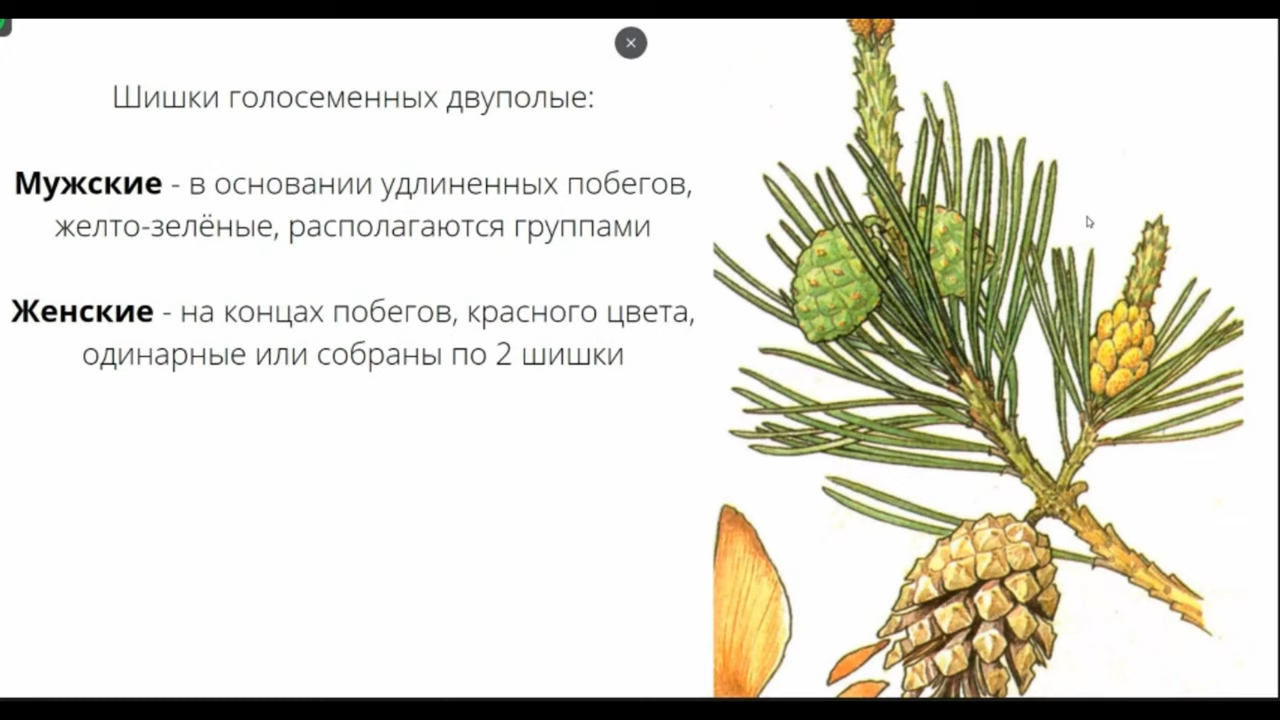 Шишки голосеменных двуполые:
Мужские - в основании удлиненных побегов,
желто-зелёные, располагаются группами
Женские - на концах побегов, красного цвета,
одинарные или собраны по 2 шишки